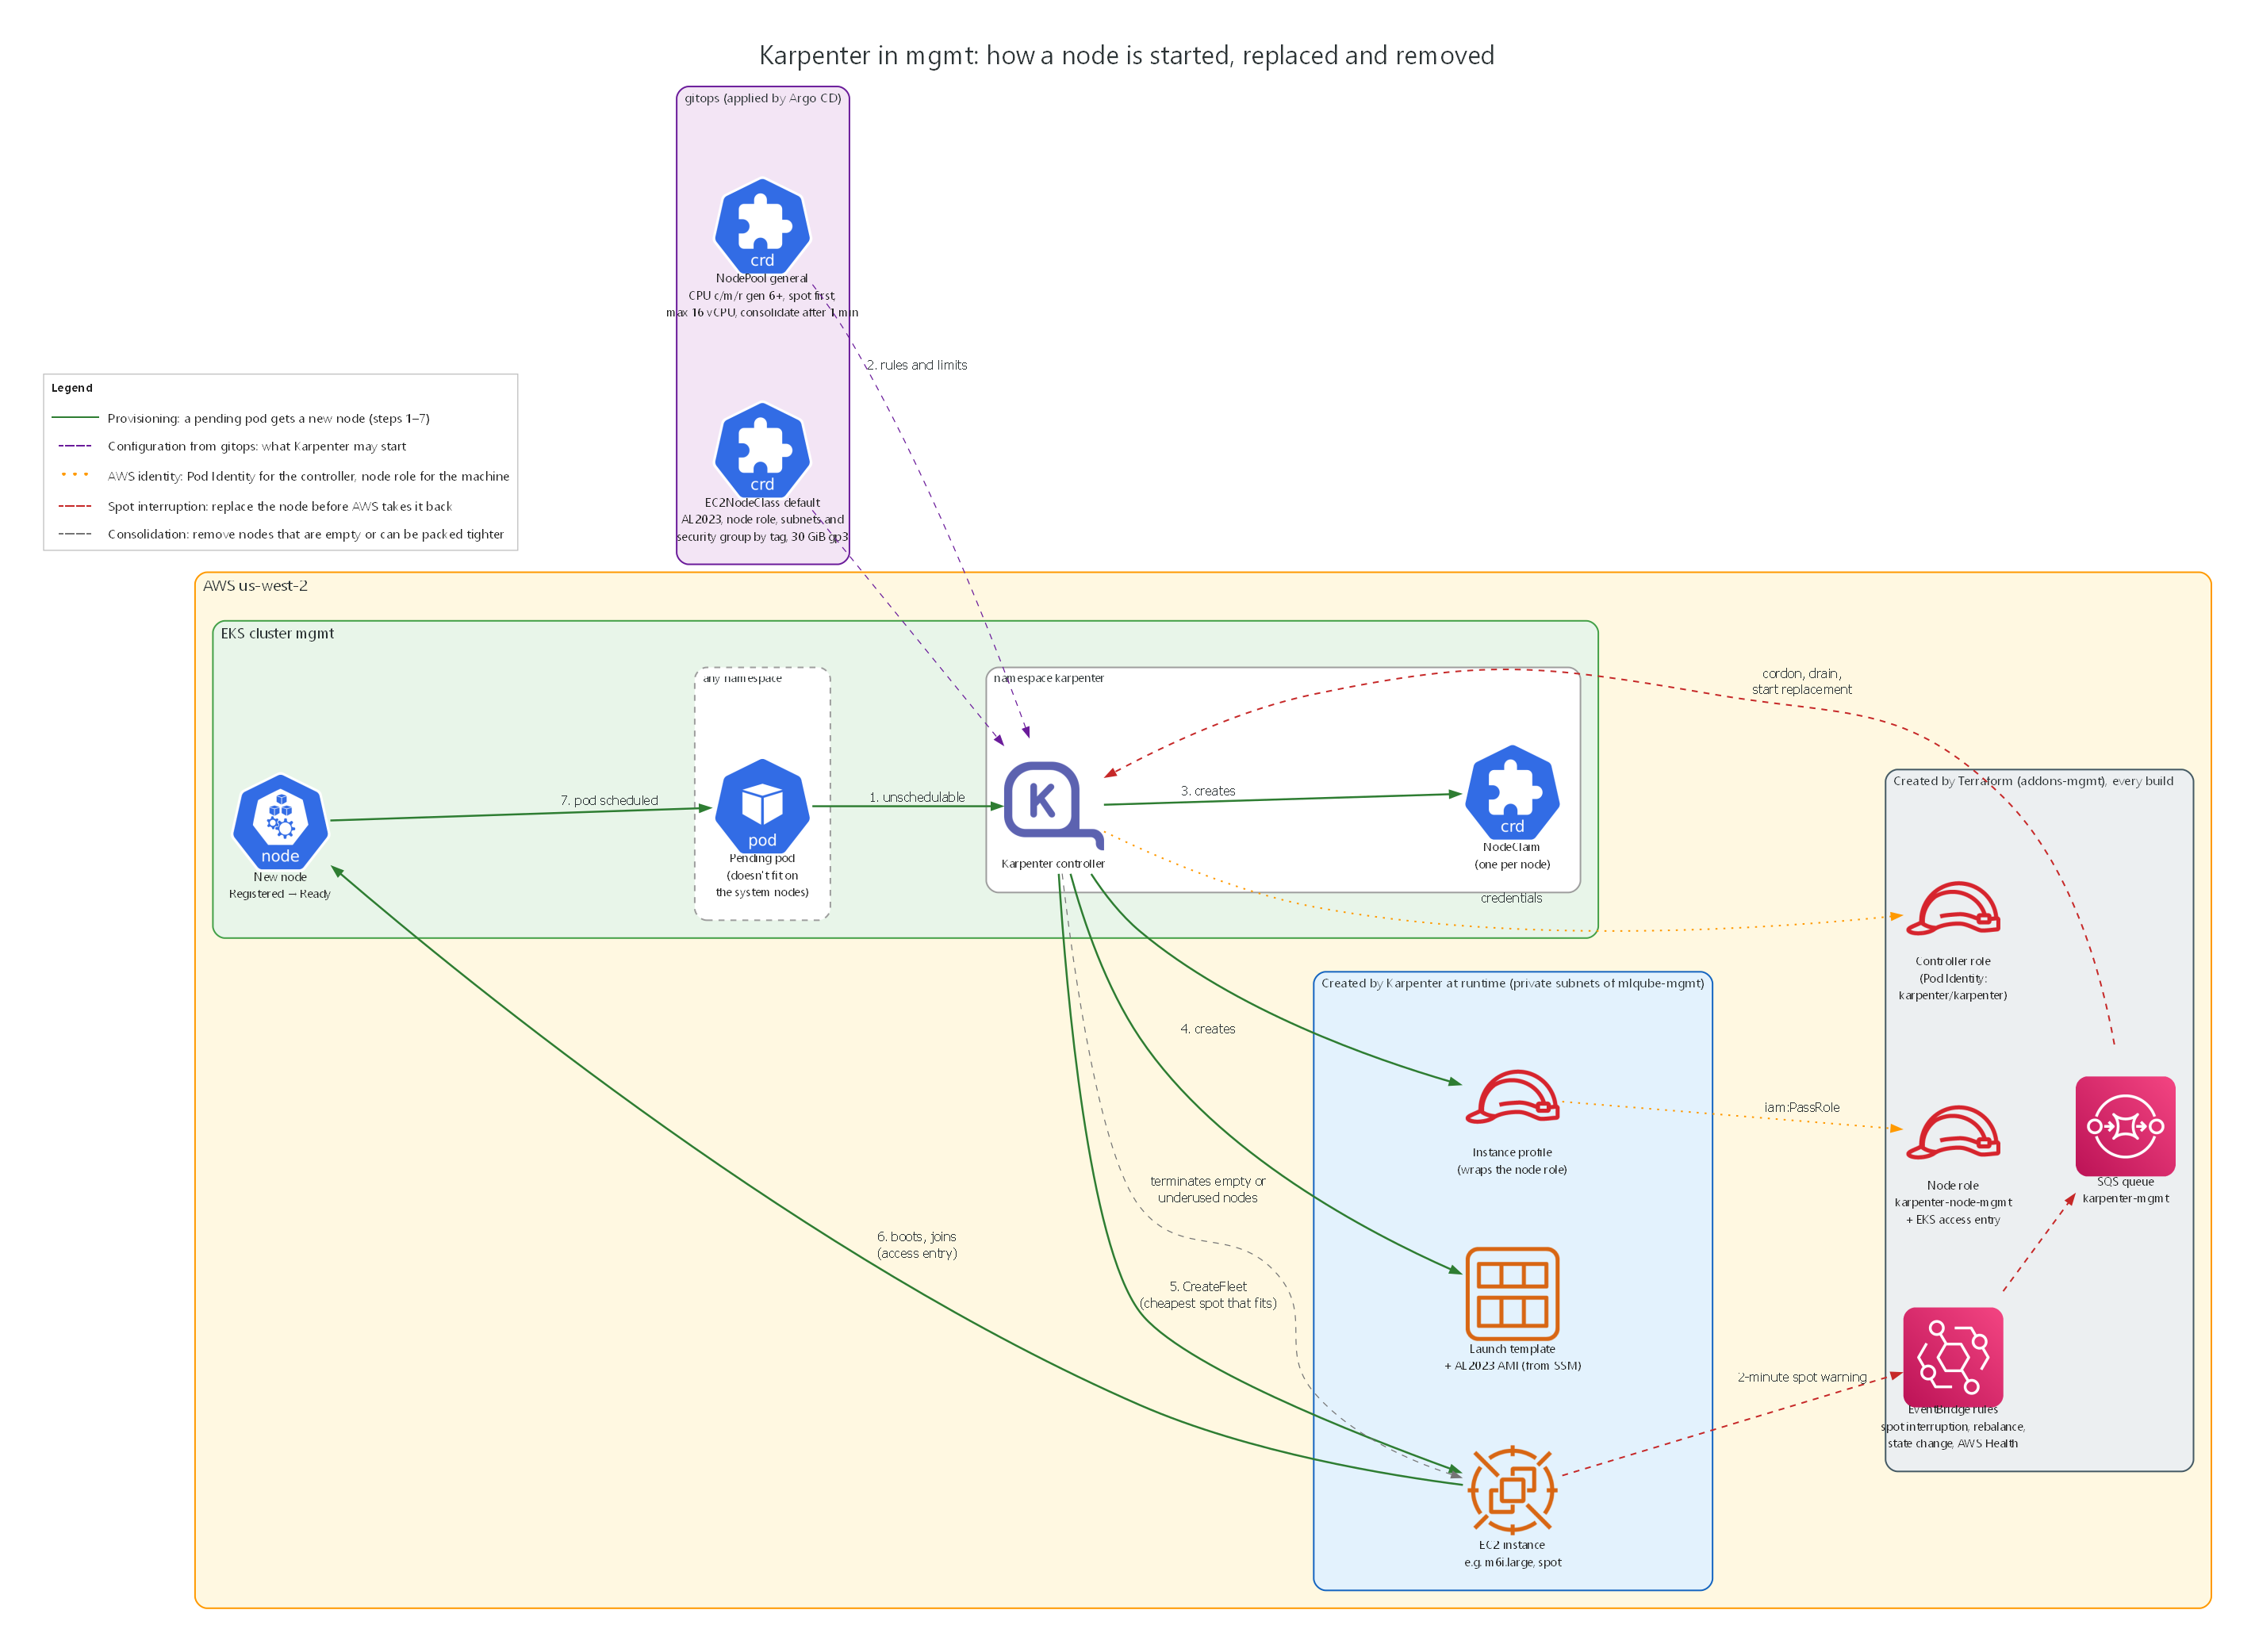 Karpenter in mgmt: how a node is started, replaced and removed
gitops (applied by Argo CD)
crd
NodePool general
CPU c/m/r gen 6+, spot first,
max 16 vCPU, consolidate after 1 min
2. rules and limits
crd
EC2NodeClass default
AL2023, node role, subnets and
security group by tag, 30 GiB gp3
Legend
Provisioning: a pending pod gets a new node (steps 1–7)
Configuration from gitops: what Karpenter may start
AWS identity: Pod Identity for the controller, node role for the machine
Spot interruption: replace the node before AWS takes it back
Consolidation: remove nodes that are empty or can be packed tighter
AWS us-west-2
EKS cluster mgmt
node
New node
Registered → Ready
7. pod scheduled
any namespace
pod
Pending pod
(doesn't fit on
the system nodes)
1. unschedulable
namespace karpenter
K
Karpenter controller
3. creates
crd
NodeClaim
(one per node)
credentials
cordon, drain,
start replacement
Created by Terraform (addons-mgmt), every build
Controller role
(Pod Identity:
karpenter/karpenter)
Node role
karpenter-node-mgmt
+ EKS access entry
SQS queue
karpenter-mgmt
EventBridge rules
spot interruption, rebalance,
state change, AWS Health
Created by Karpenter at runtime (private subnets of mlqube-mgmt)
4. creates
Instance profile
(wraps the node role)
iam:PassRole
terminates empty or
underused nodes
5. CreateFleet
(cheapest spot that fits)
Launch template
+ AL2023 AMI (from SSM)
6. boots, joins
(access entry)
2-minute spot warning
EC2 instance
e.g. m6i.large, spot